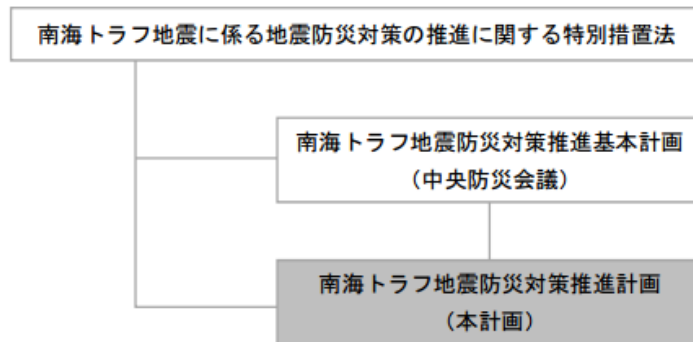 南海トラフ地震に係る地震防災対策の推進に関する特別措置法
南海トラフ地震防災対策推進基本計画
（中央防災会議）
南海トラフ地震防災対策推進計画
（本計画）